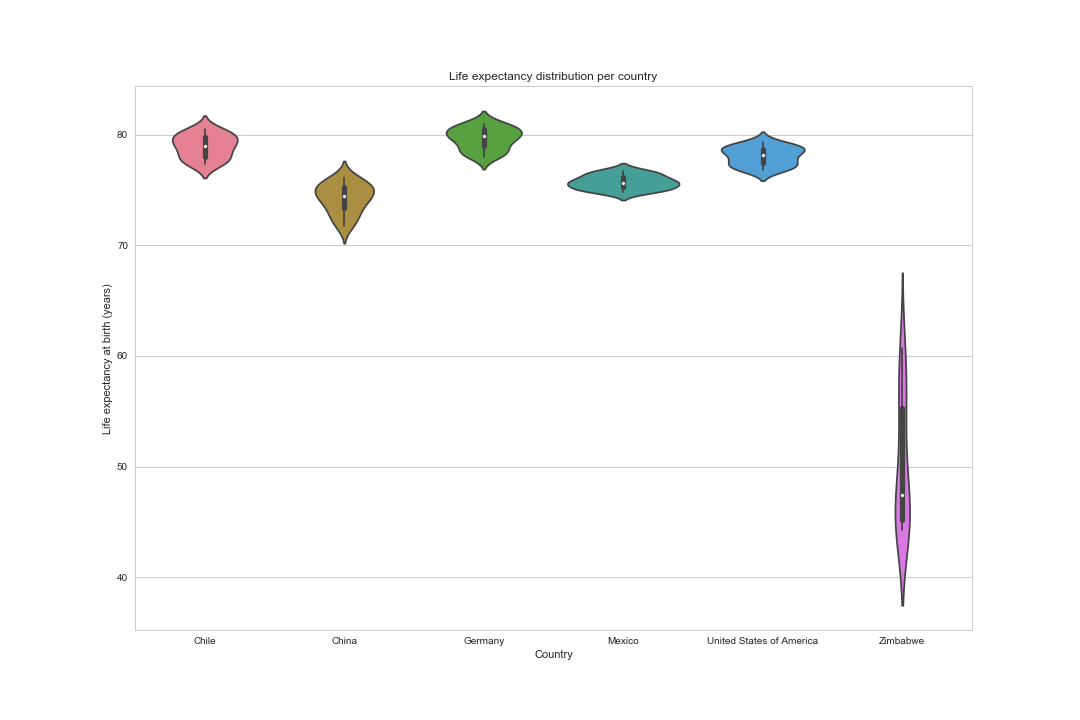 Life expectancy distribution per country
80
70
60
50
40
Life expectancy at birth (years)
Chile China Germany Mexico United States of America Zimbabwe
Country